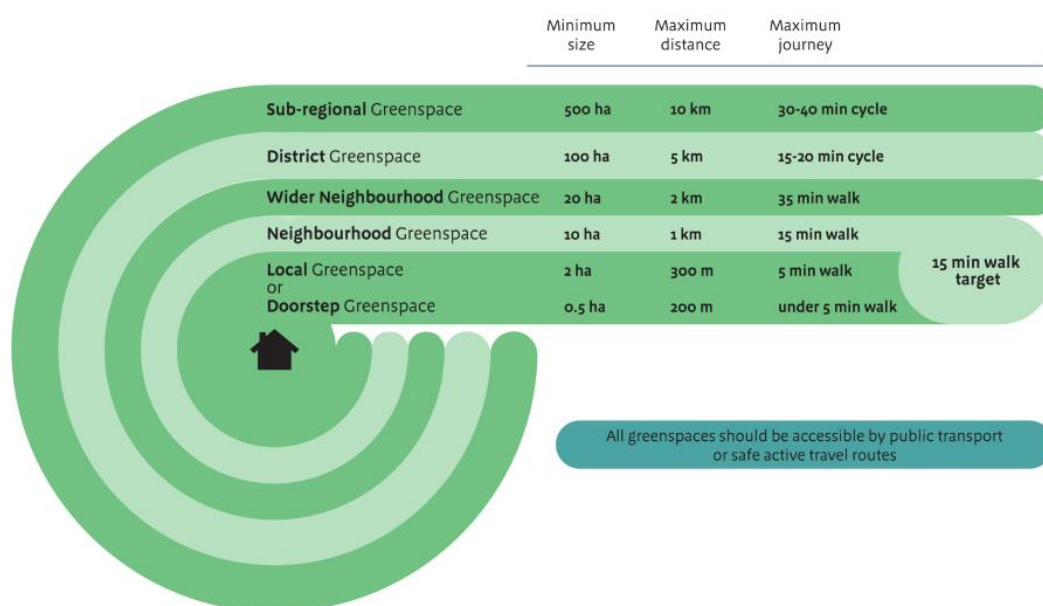 Minimum size Maximum distance Maximum journey
Sub-regional Greenspace 500 ha 10 km 30-40 min cycle
District Greenspace 100 ha 5 km 15-20 min cycle
Wider Neighbourhood Greenspace 20 ha 2 km 35 min walk
Neighbourhood Greenspace 10 ha 1 km 15 min walk
Local Greenspace 2 ha 300 m 5 min walk
or
Doorstep Greenspace 0.5 ha 200 m under 5 min walk
15 min walk
target
All greenspaces should be accessible by public transport
or safe active travel routes